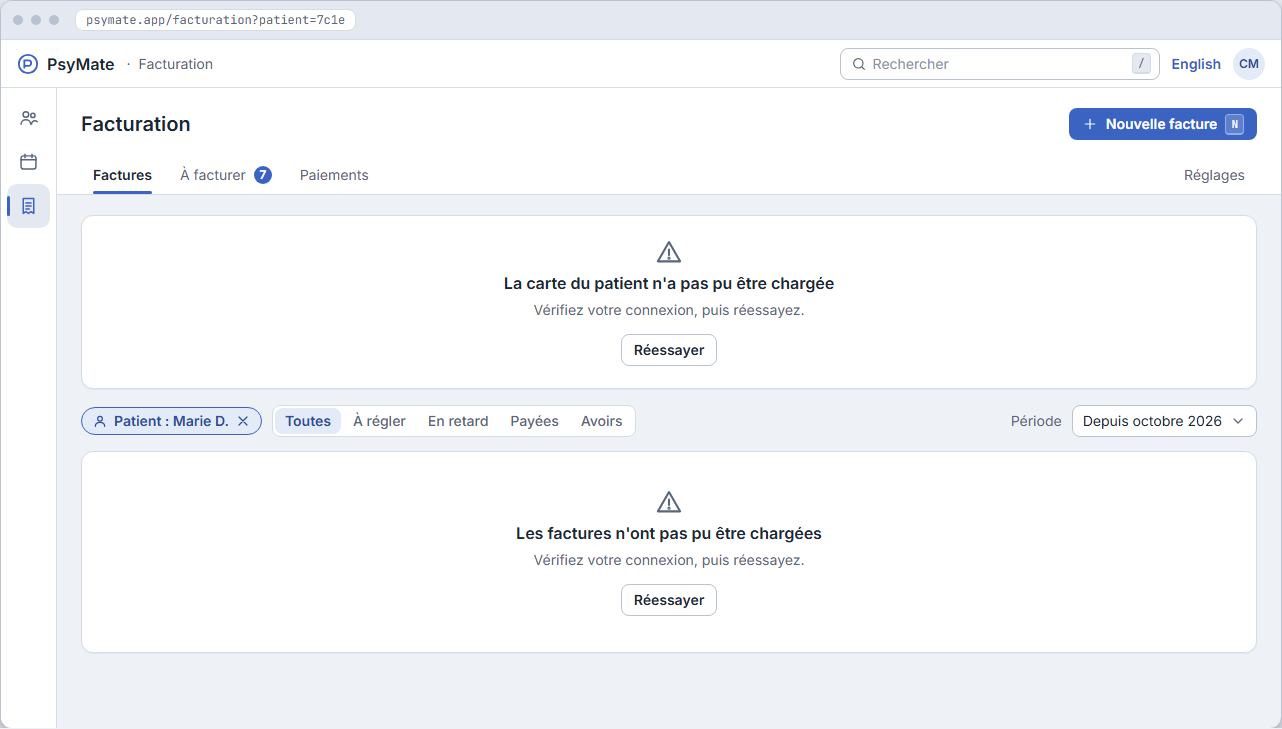 psymate.app/facturation?patient=7c1e
PsyMate · Facturation
Rechercher /
English
CM
Facturation
+ Nouvelle facture N
Factures
À facturer 7
Paiements
Réglages
La carte du patient n'a pas pu être chargée
Vérifiez votre connexion, puis réessayez.
Réessayer
Patient : Marie D.
Toutes
À régler
En retard
Payées
Avoirs
Période
Depuis octobre 2026
Les factures n'ont pas pu être chargées
Vérifiez votre connexion, puis réessayez.
Réessayer